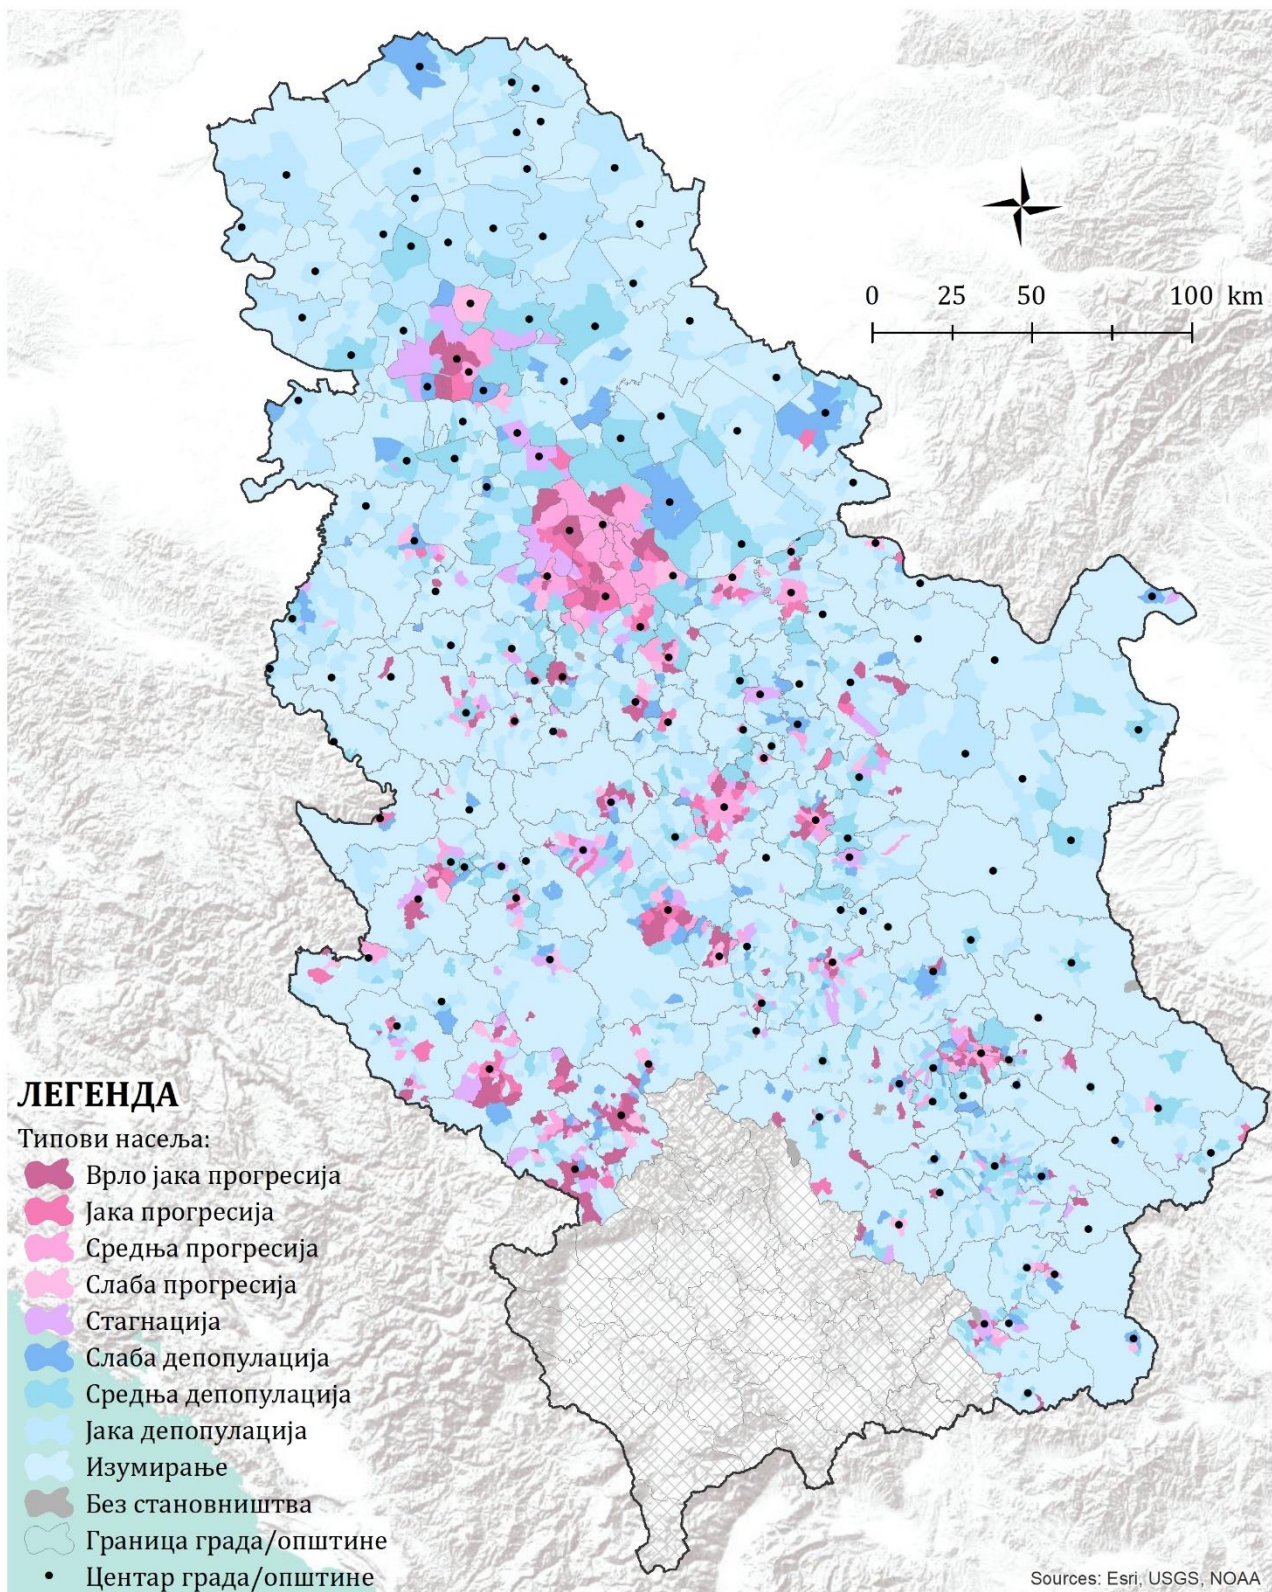 0 25 50 100 km
ЛЕГЕНДА
Типови насеља:
Врло јака прогресија
Јака прогресија
Средња прогресија
Слаба прогресија
Стагнација
Слаба депопулација
Средња депопулација
Јака депопулација
Изумирање
Без становништва
Граница града/општине
Центар града/општине
Sources: Esri, USGS, NOAA